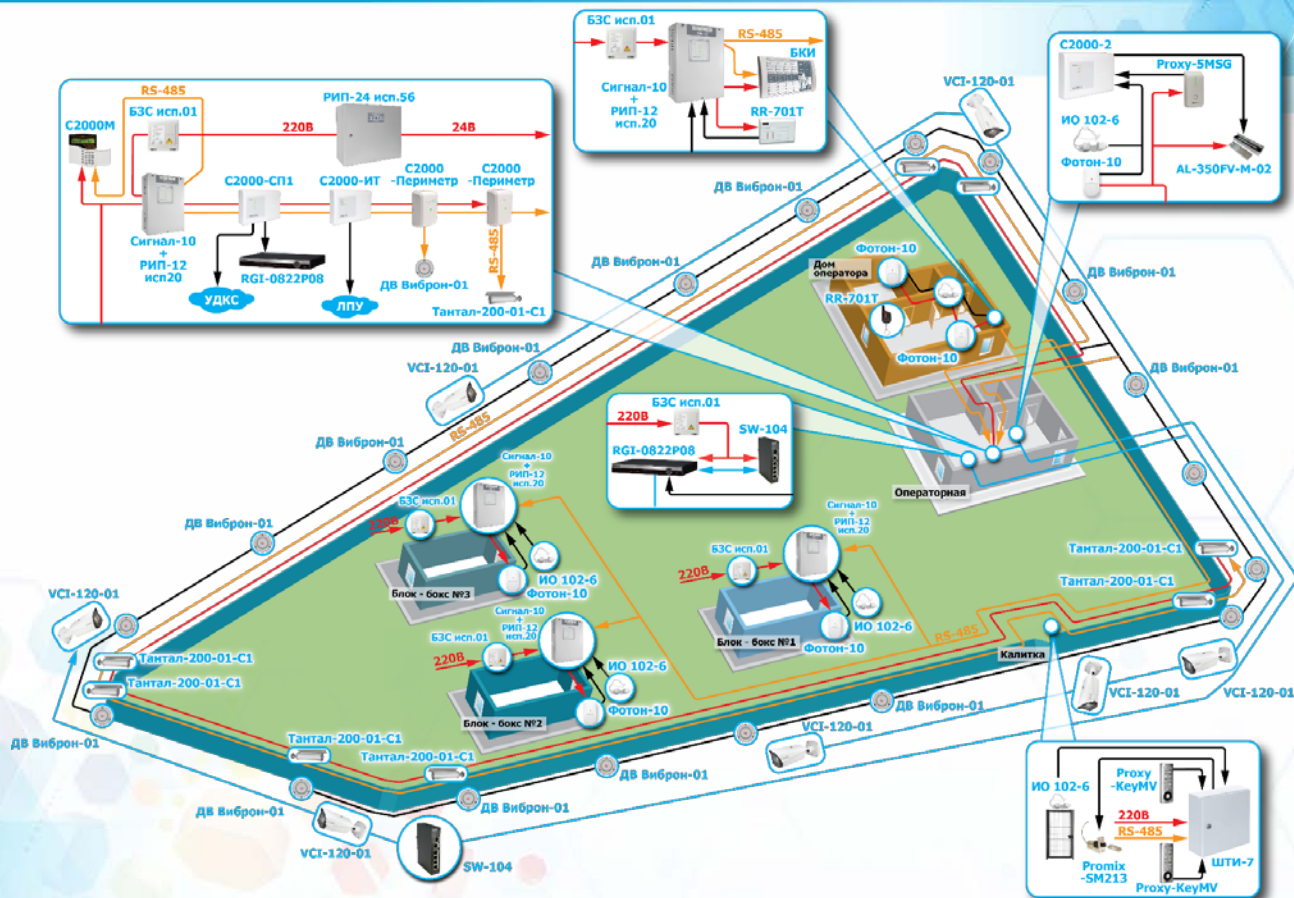 БЗС исп.01
RS-485
БКИ
Сигнал-10
+
РИП-12
исп.20
RR-701T
С2000-2
Proxy-5MSG
ИО 102-6
Фотон-10
AL-350FV-M-02
RS-485
БЗС исп.01
РИП-24 исп.56
С2000М
220В
24В
С2000-СП1
С2000-ИТ
С2000
-Периметр
С2000
-Периметр
Сигнал-10
+
РИП-12
исп20
RGI-0822P08
УДКС
ЛПУ
ДВ Виброн-01
RS-485
Тантал-200-01-С1
VCI-120-01
ДВ Виброн-01
ДВ Виброн-01
ДВ Виброн-01
ДВ Виброн-01
VCI-120-01
ДВ Виброн-01
RS-485
ДВ Виброн-01
ДВ Виброн-01
Фотон-10
Дом
оператора
RR-701T
Фотон-10
Операторная
БЗС исп.01
220В
SW-104
RGI-0822P08
Сигнал-10
+
РИП-12
исп.20
БЗС исп.01
220В
ИО 102-6
Фотон-10
Блок - бокс №3
Сигнал-10
+
РИП-12
исп.20
БЗС исп.01
220В
ИО 102-6
Фотон-10
Блок - бокс №2
Сигнал-10
+
РИП-12
исп.20
БЗС исп.01
220В
ИО 102-6
Фотон-10
Блок - бокс №1
RS-485
Тантал-200-01-С1
Тантал-200-01-С1
Калитка
VCI-120-01
VCI-120-01
VCI-120-01
Тантал-200-01-С1
Тантал-200-01-С1
ДВ Виброн-01
Тантал-200-01-С1
Тантал-200-01-С1
ДВ Виброн-01
VCI-120-01
ДВ Виброн-01
ДВ Виброн-01
ДВ Виброн-01
VCI-120-01
SW-104
ИО 102-6
Proxy
-KeyMV
220В
RS-485
Promix
-SM213
Proxy-KeyMV
ШТИ-7